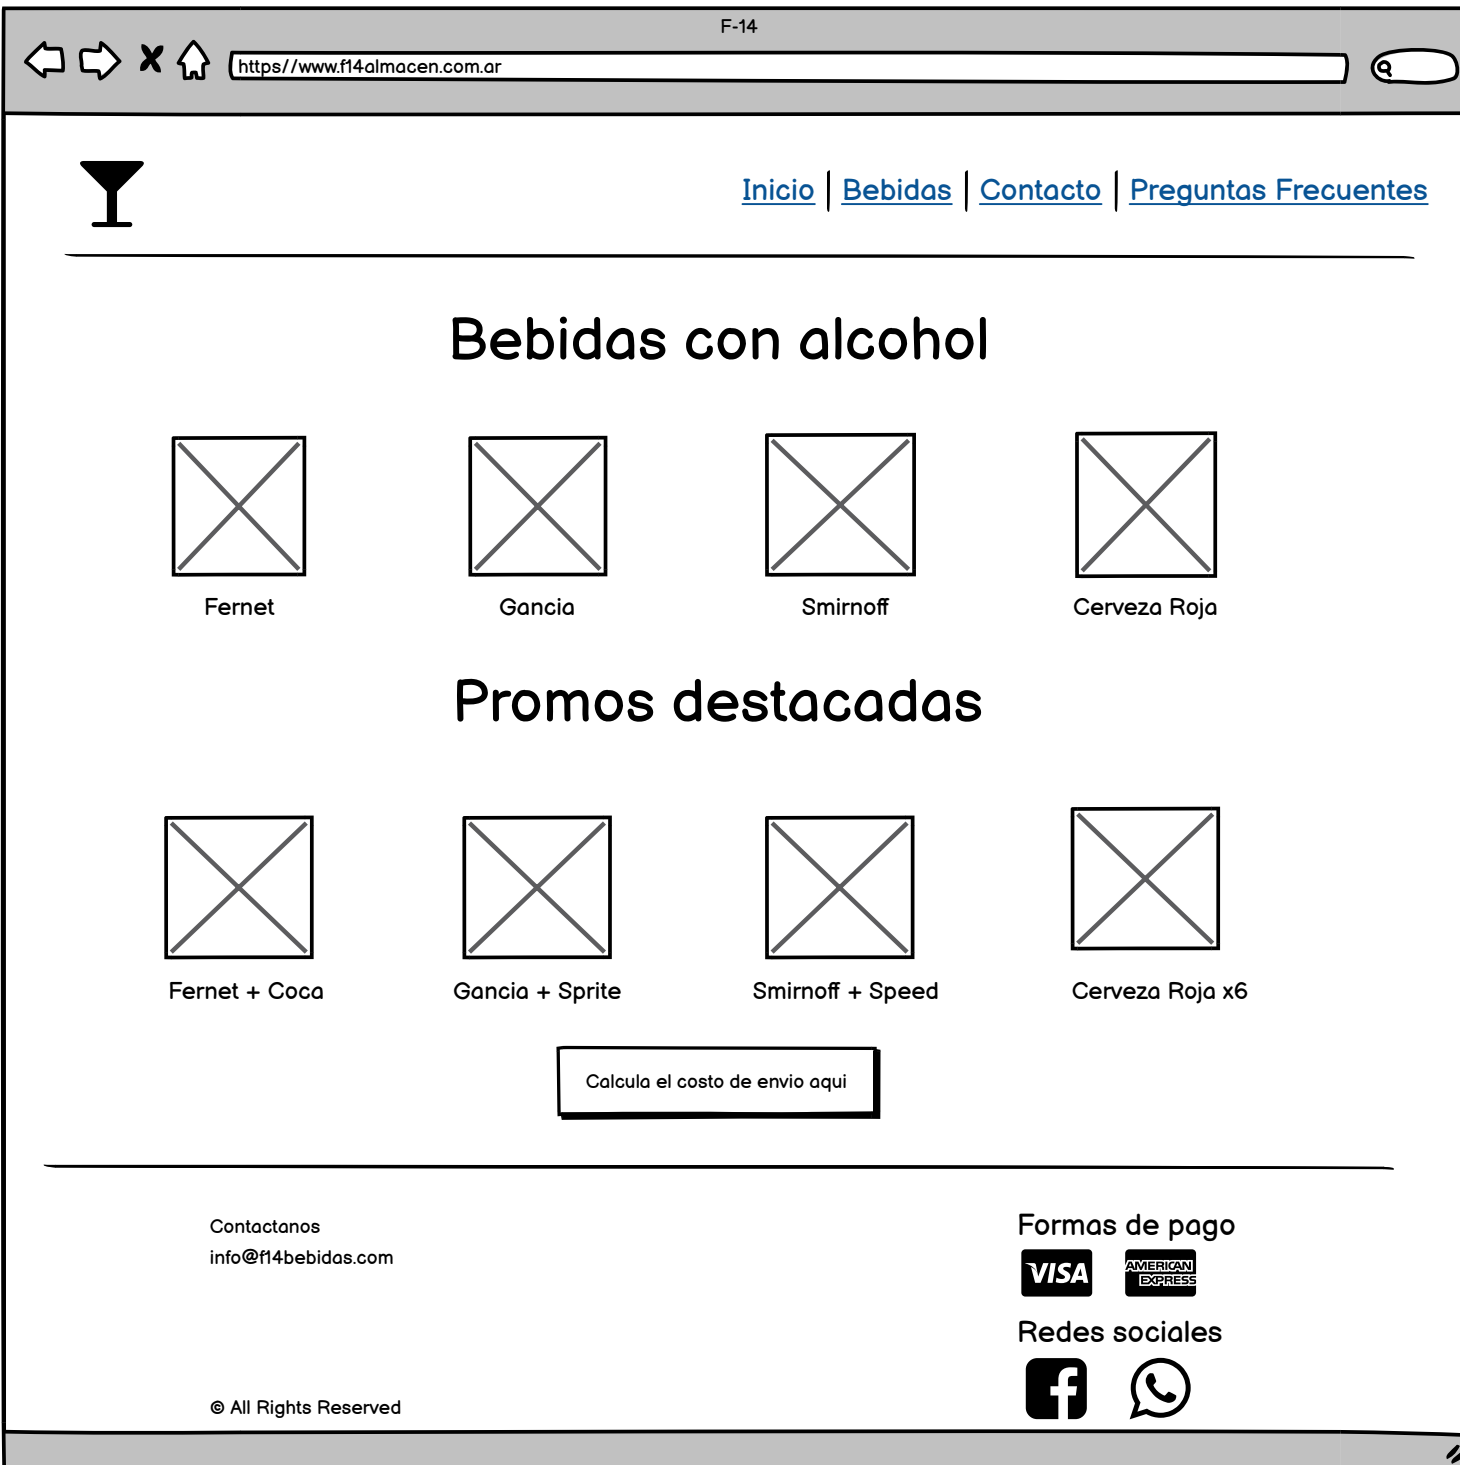 F-14
https//www.f14almacen.com.ar
Inicio | Bebidas | Contacto | Preguntas Frecuentes
Bebidas con alcohol
Fernet Gancia Smirnoff Cerveza Roja
Promos destacadas
Fernet + Coca Gancia + Sprite Smirnoff + Speed Cerveza Roja x6
Calcula el costo de envio aqui
Contactanos
info@f14bebidas.com
Formas de pago
VISA AMERICAN EXPRESS
Redes sociales
© All Rights Reserved